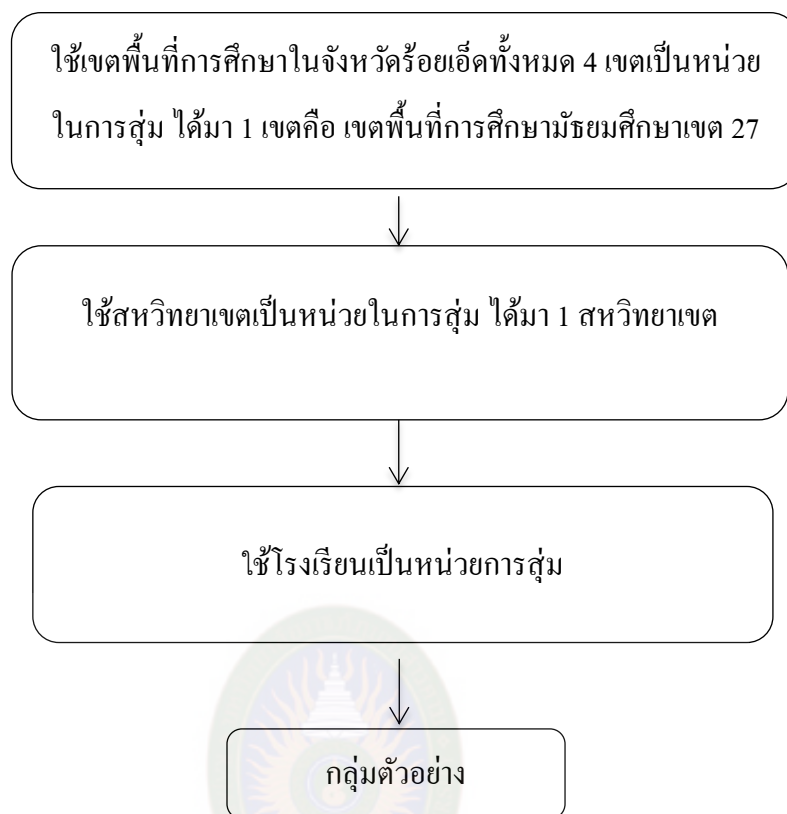 ใช้เขตพื้นที่การศึกษาในจังหวัดร้อยเอ็ดทั้งหมด 4 เขตเป็นหน่วย
ในการสุ่ม ได้มา 1 เขตคือ เขตพื้นที่การศึกษามัธยมศึกษาเขต 27
ใช้สหวิทยาเขตเป็นหน่วยในการสุ่ม ได้มา 1 สหวิทยาเขต
ใช้โรงเรียนเป็นหน่วยการสุ่ม
กลุ่มตัวอย่าง